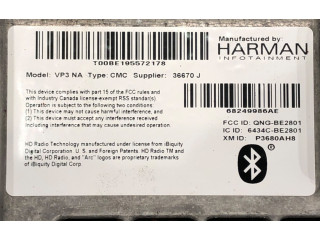 Manufactured by:
HARMAN
INFOTAINMENT
T00BE195572178
Model: VP3 NA Type: CMC Supplier: 36670 J
This device complies with part 15 of the FCC rules and
with Industry Canada license-exempt RSS standard(s).
Operation is subject to the following two conditions:
(1) This device may not cause harmful interference, and
(2) This device must accept any interference received
including interference that may cause undesired operation.
68249986AE
FCC ID: QNG-BE2801
IC ID: 6434C-BE2801
XM ID: P3680AH8
HD Radio Technology manufactured under license from iBiquity
Digital Corporation. U.S. and Foreign Patents. HD Radio TM and
the HD, HD Radio, and "Arc" logos are proprietary trademarks
of iBiquity Digital Corp.